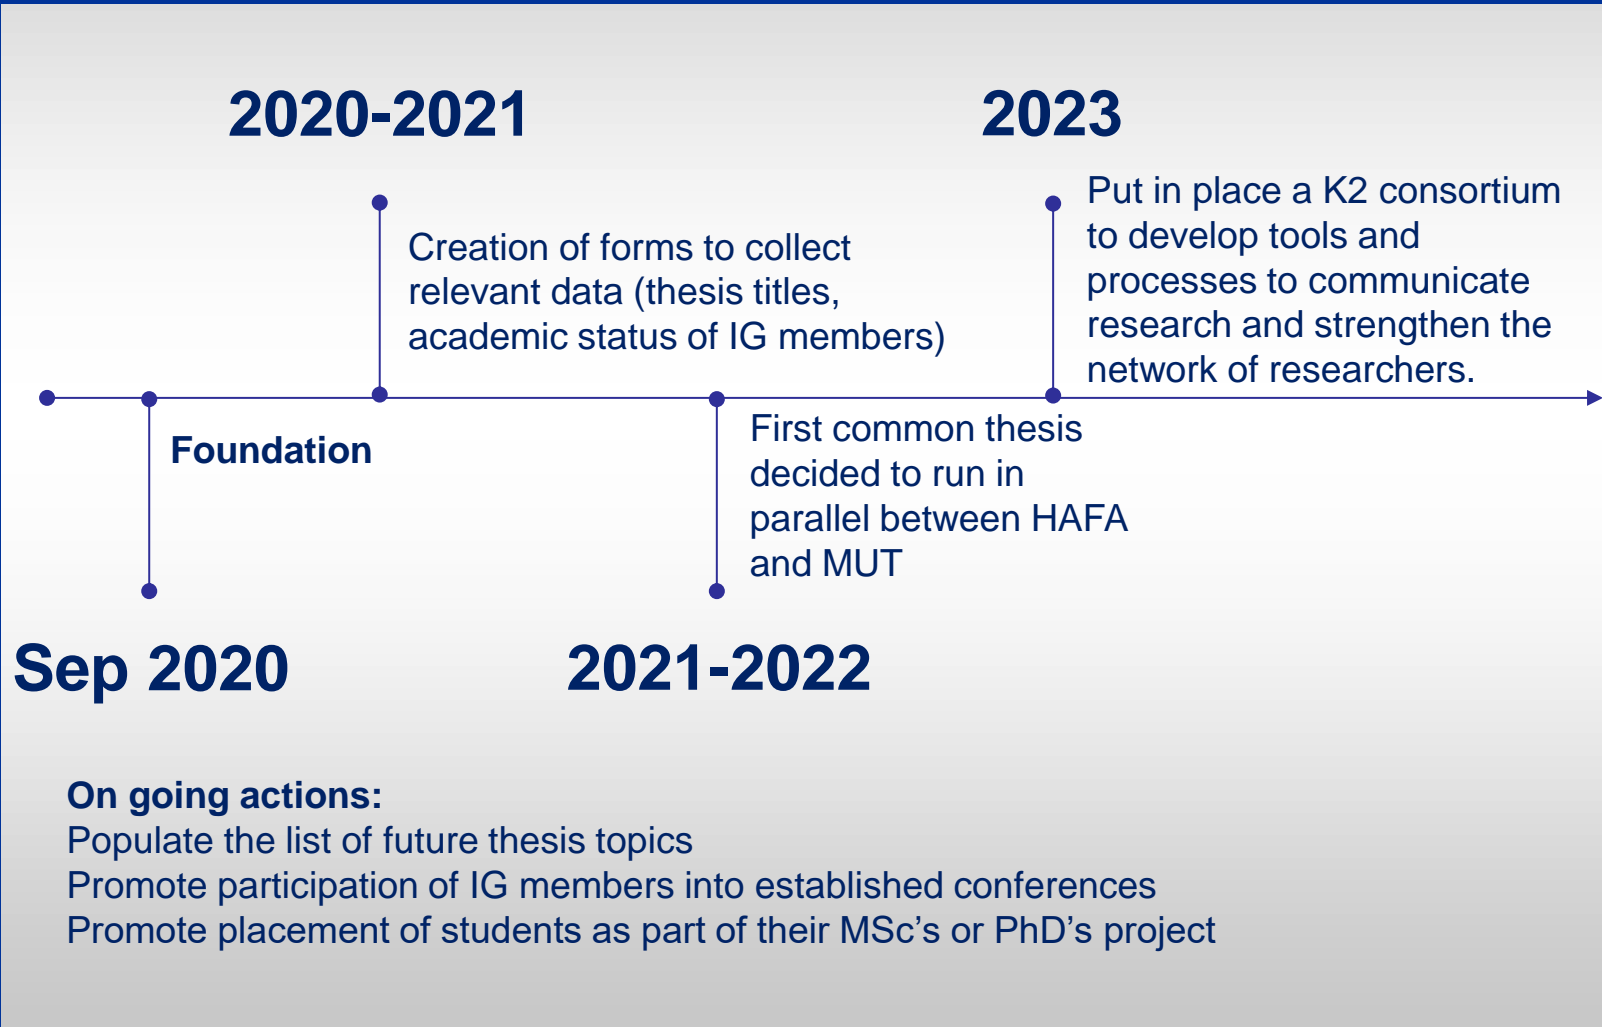 2020-2021
2023
Creation of forms to collect
relevant data (thesis titles,
academic status of IG members)
Put in place a K2 consortium
to develop tools and
processes to communicate
research and strengthen the
network of researchers.
Foundation
First common thesis
decided to run in
parallel between HAFA
and MUT
Sep 2020
2021-2022
On going actions:
Populate the list of future thesis topics
Promote participation of IG members into established conferences
Promote placement of students as part of their MSc’s or PhD’s project